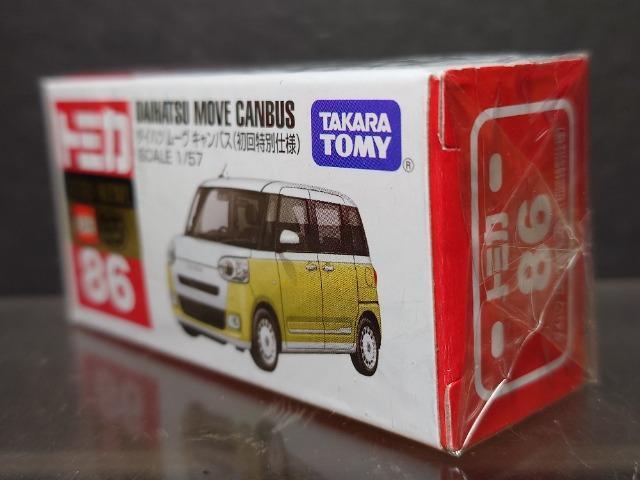 トミカ
86
DAIHATSU MOVE CANBUS
ダイハツ ムーヴ キャンバス(初回特別仕様)
SCALE 1/57
TAKARA
TOMY
®
トミカ
86